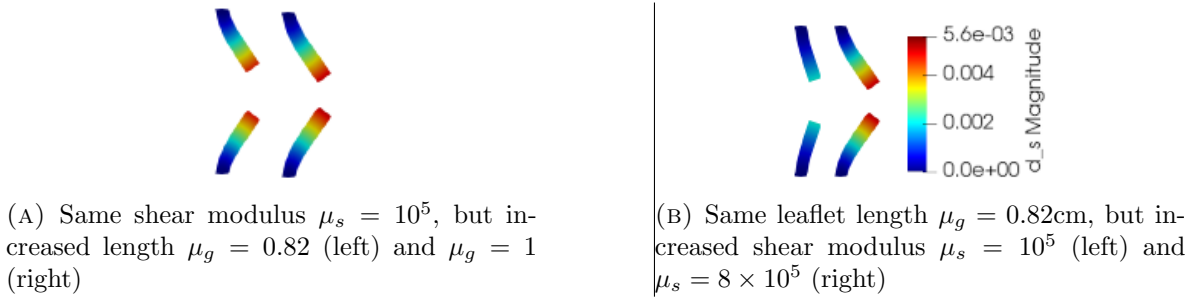 5.6e-03
0.004
0.002
0.0e+00
d_s Magnitude
(A) Same shear modulus μ_s = 10^5, but in-
creased length μ_g = 0.82 (left) and μ_g = 1
(right)
(B) Same leaflet length μ_g = 0.82cm, but in-
creased shear modulus μ_s = 10^5 (left) and
μ_s = 8 × 10^5 (right)